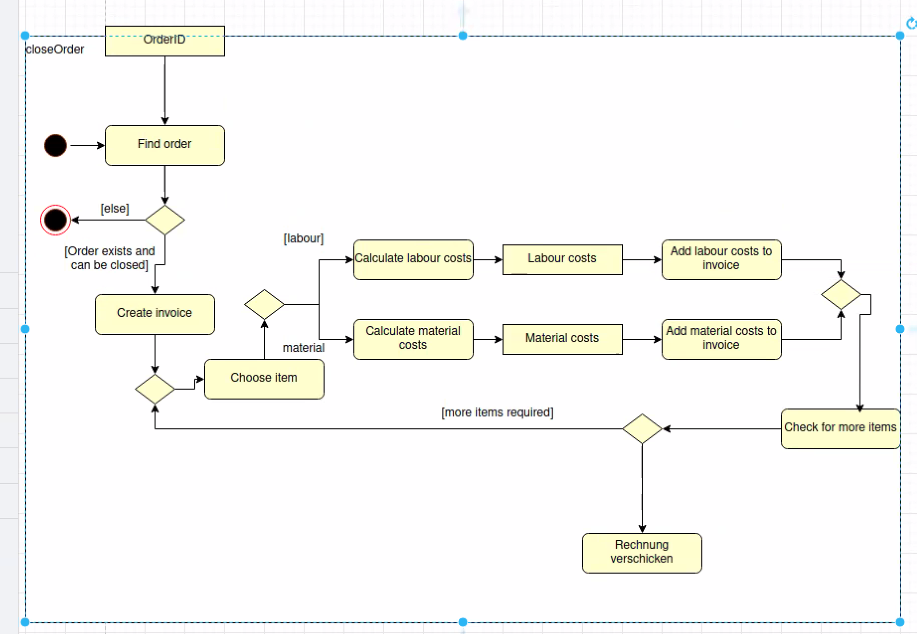 OrderID
closeOrder
Find order
[else]
[Order exists and
can be closed]
[labour]
Calculate labour costs
Labour costs
Add labour costs to
invoice
Create invoice
Calculate material
costs
Material costs
Add material costs to
invoice
material
Choose item
[more items required]
Check for more items
Rechnung
verschicken